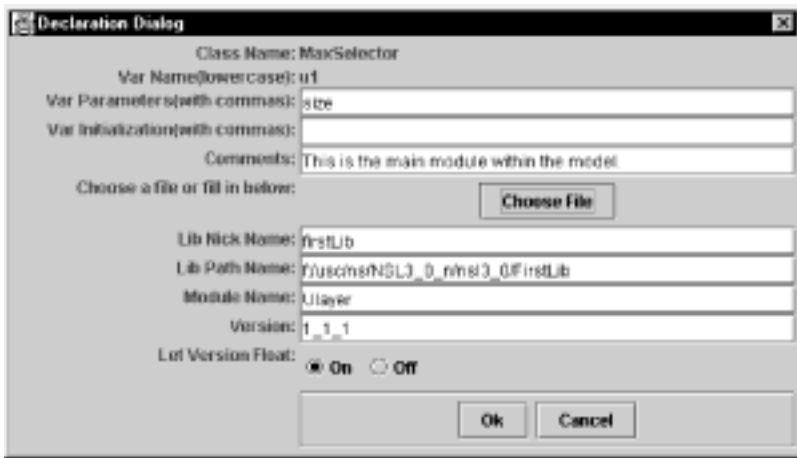 Declaration Dialog
Class Name: MaxSelector
Var Name(lowercase): u1
Var Parameters(with commas): size
Var Initialization(with commas):
Comments: This is the main module within the model.
Choose a file or fill in below:
Choose File
Lib Nick Name: firstLib
Lib Path Name: f:/usc/nsl/NSL3_0_n/nsl3_0/FirstLib
Module Name: Ulayer
Version: 1_1_1
Let Version Float: On Off
Ok Cancel